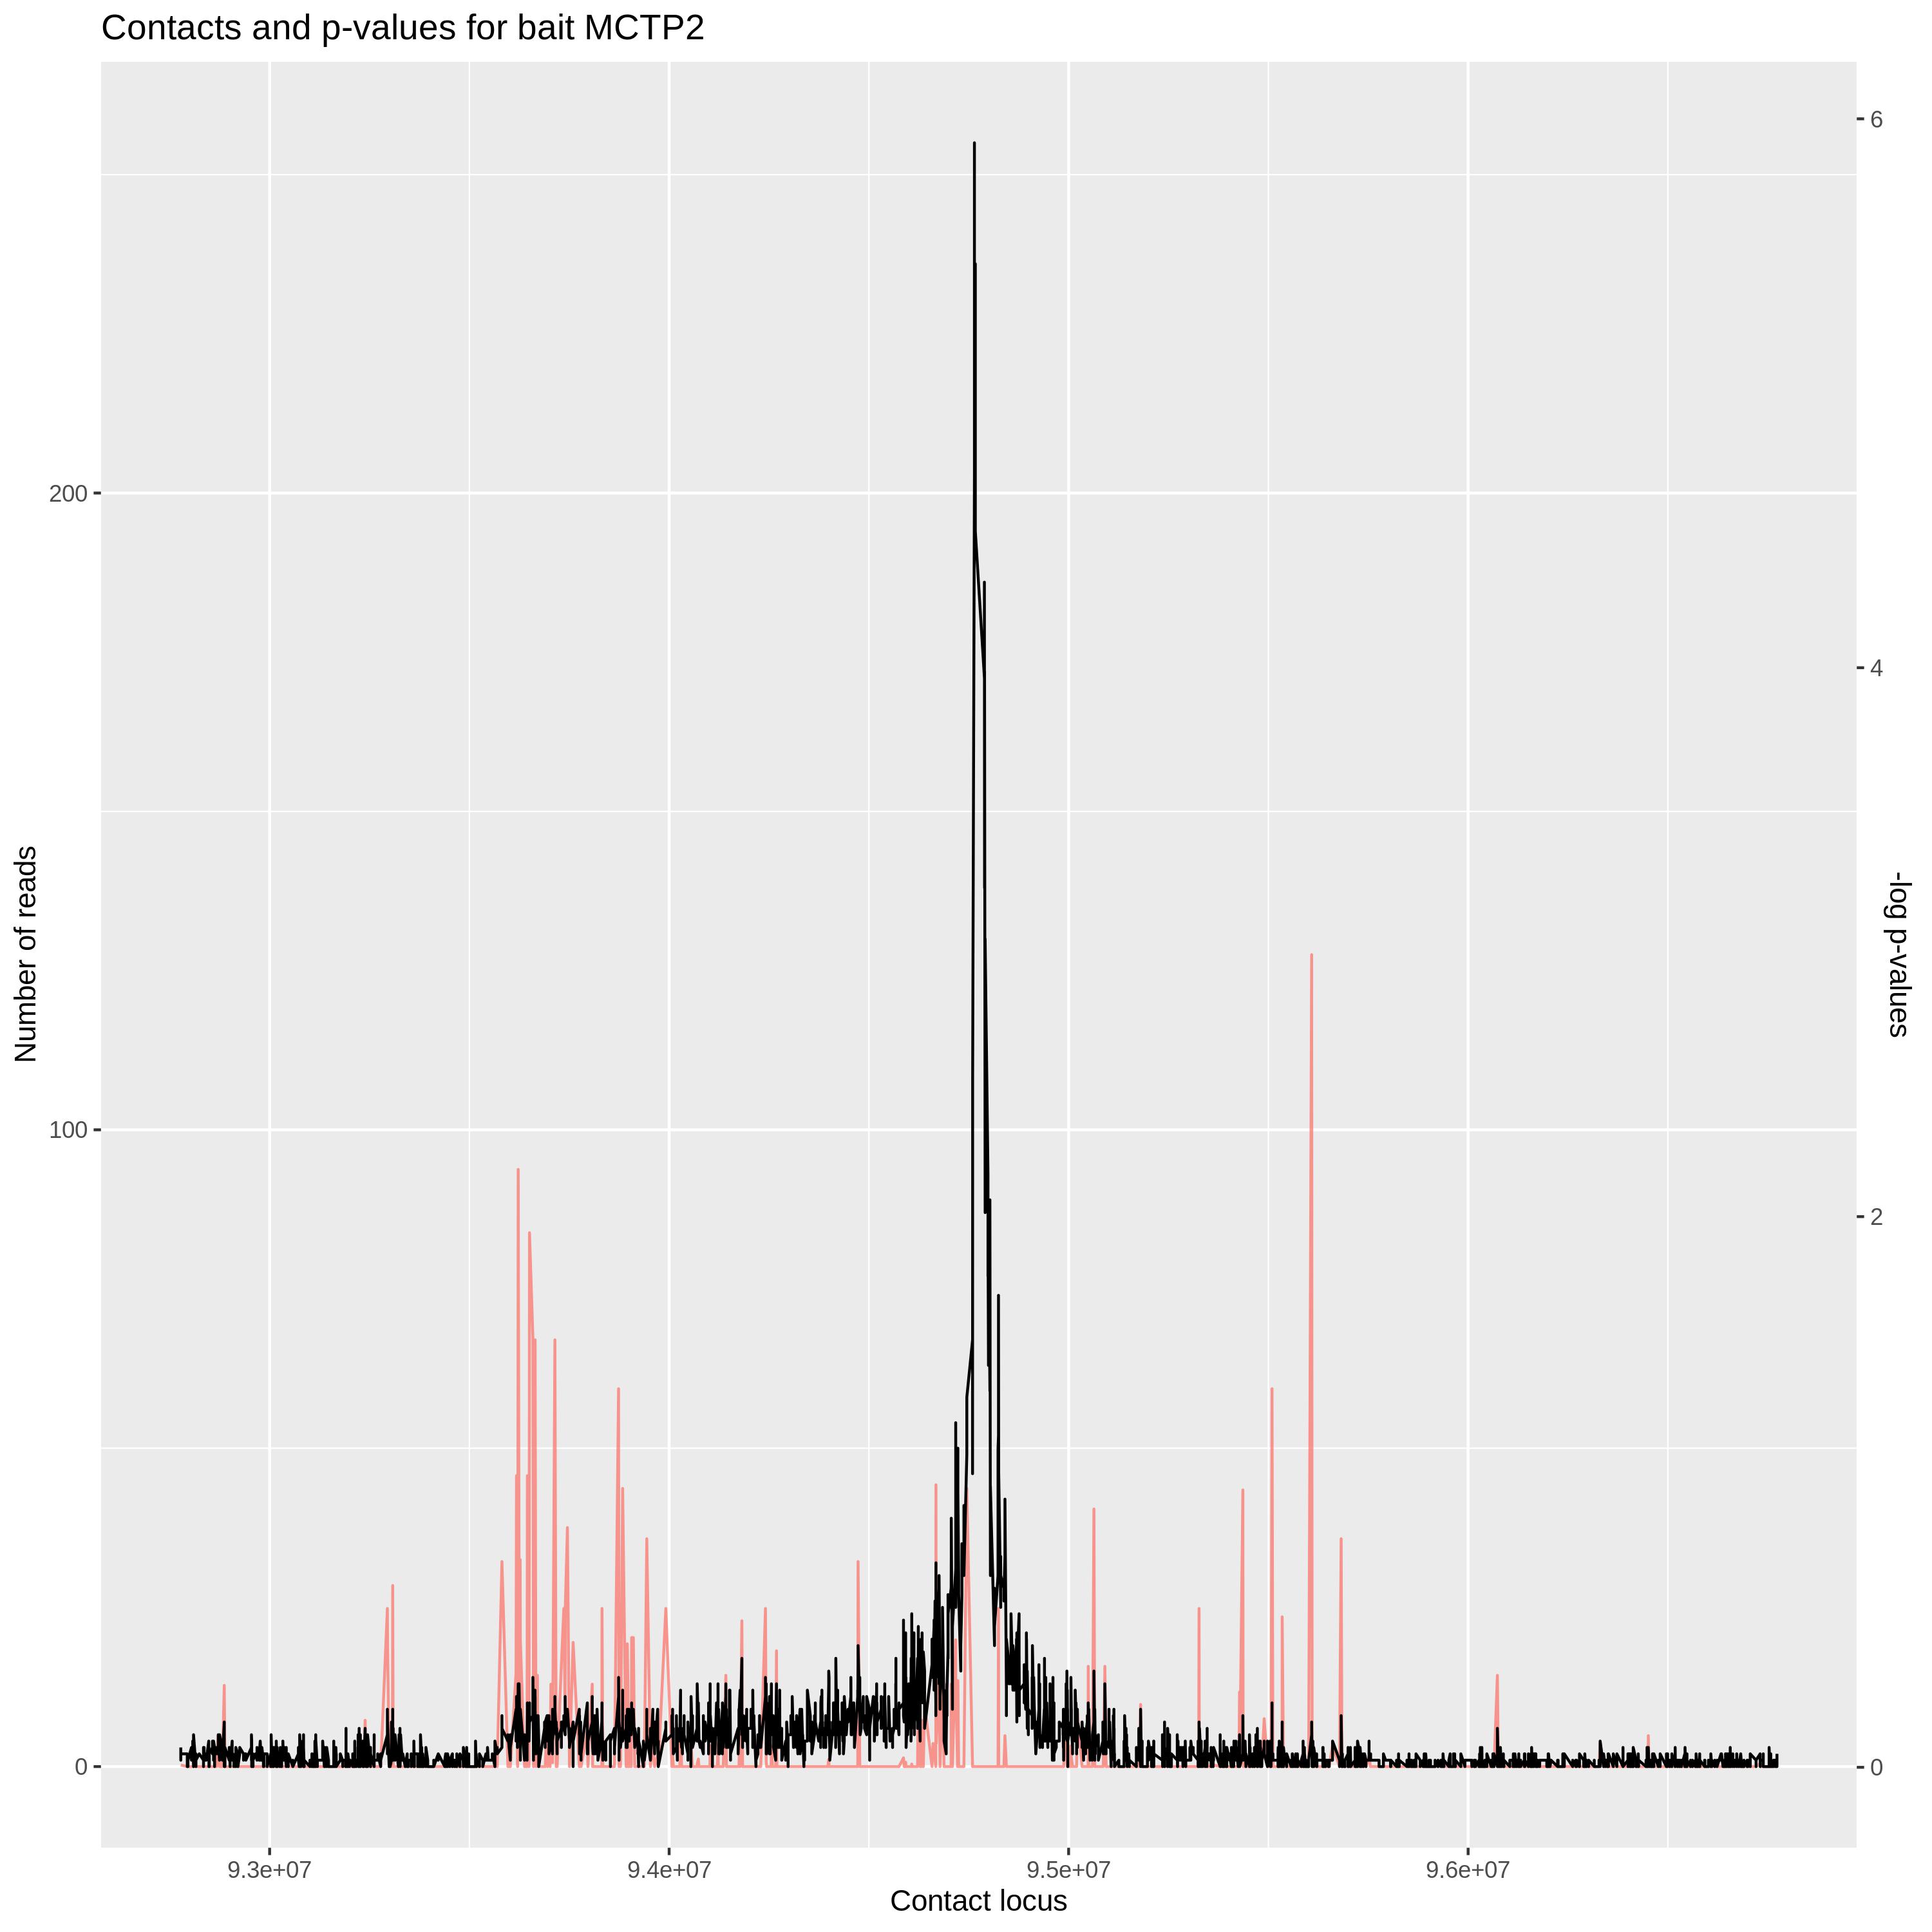 Contacts and p-values for bait MCTP2
6
200
4
Number of reads
-log p-values
100
2
0
0
9.3e+07
9.4e+07
9.5e+07
9.6e+07
Contact locus